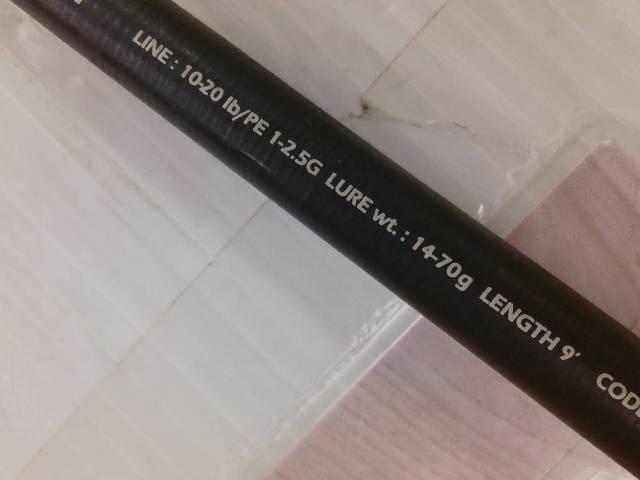 LINE : 10-20 lb/PE 1-2.5G LURE wt. : 14-70g LENGTH 9'